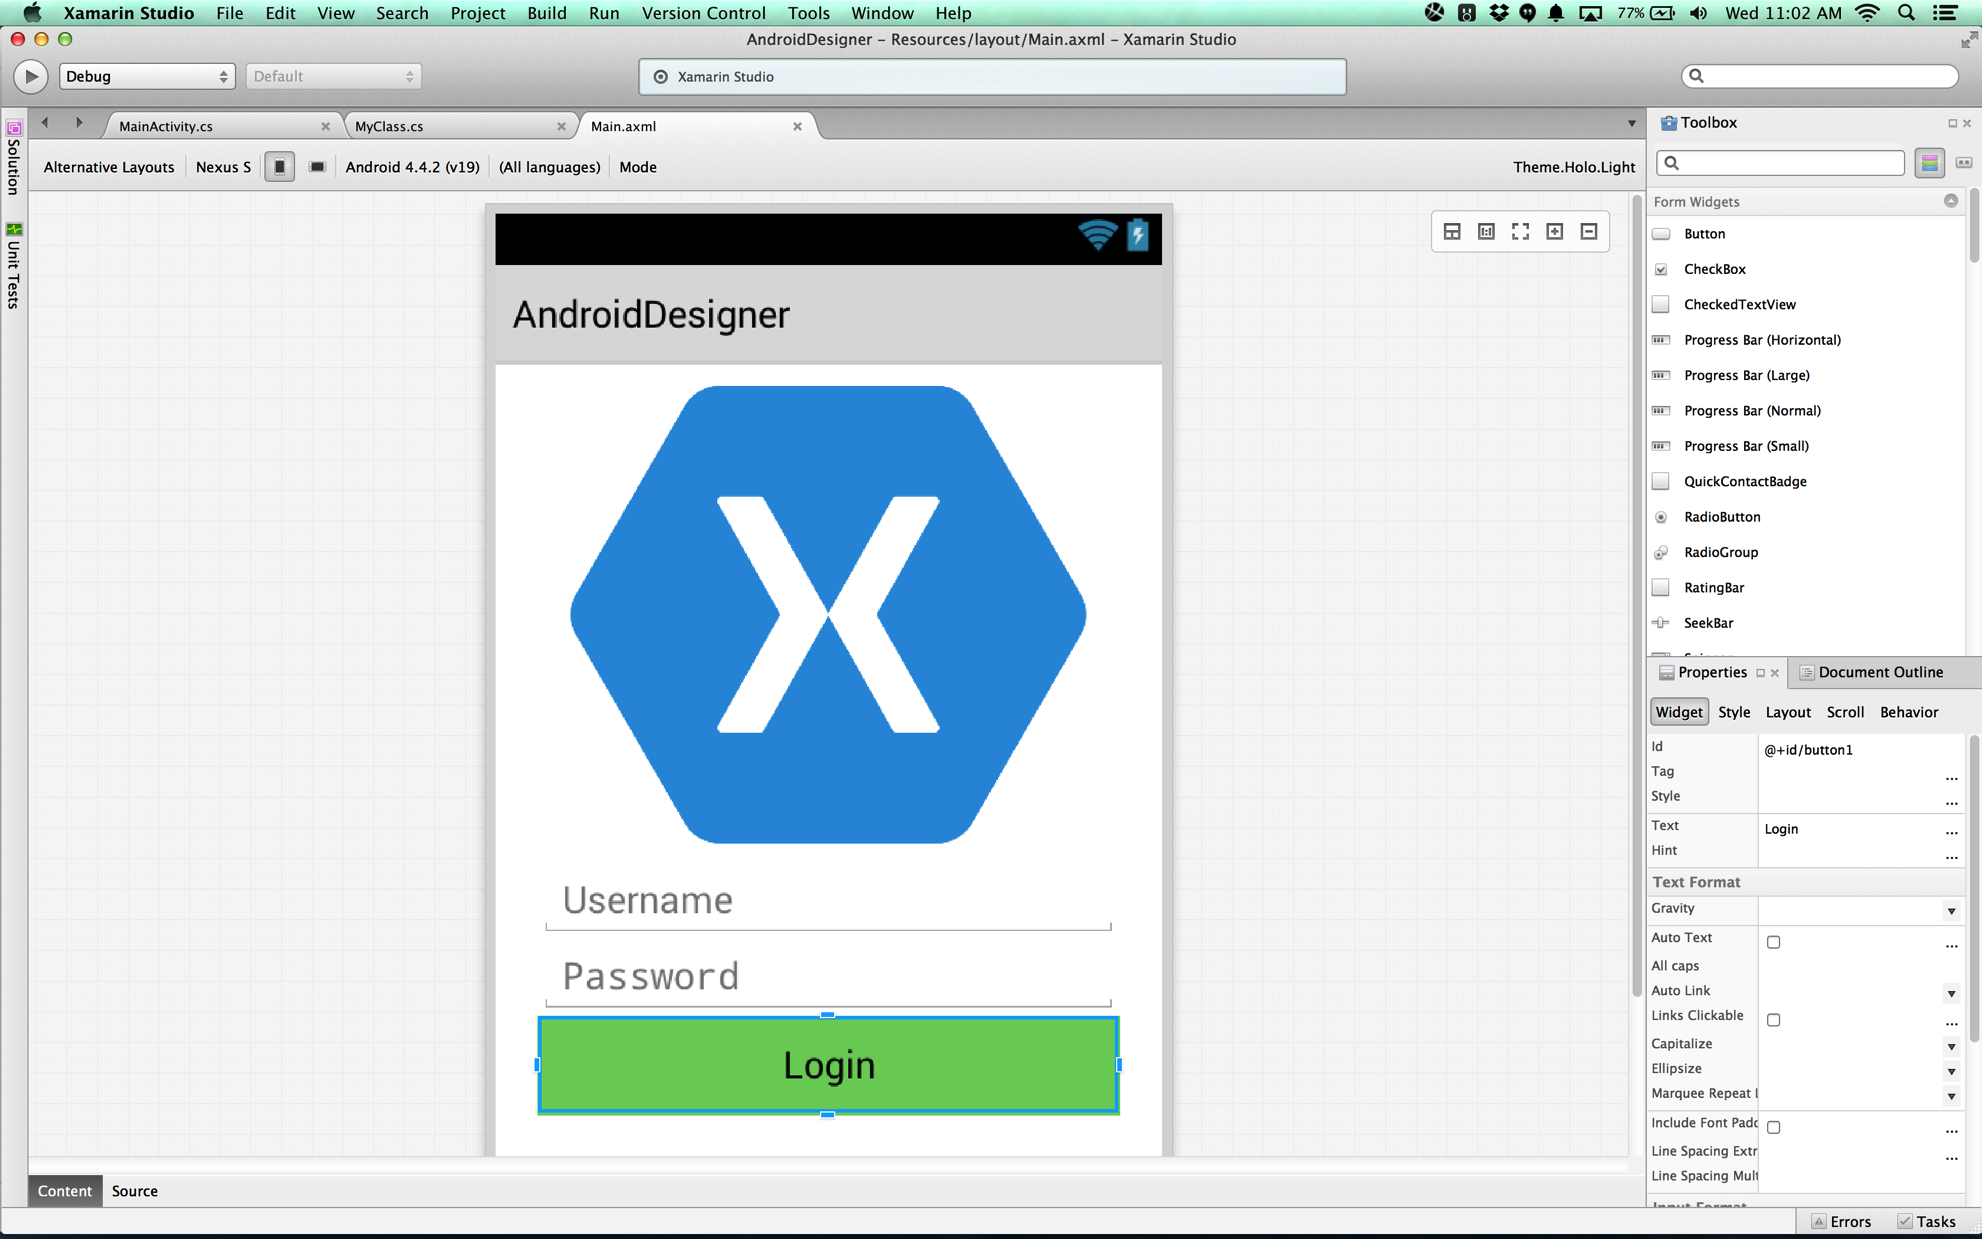 Xamarin Studio File Edit View Search Project Build Run Version Control Tools Window Help 77% Wed 11:02 AM
AndroidDesigner – Resources/layout/Main.axml – Xamarin Studio
Debug Default Xamarin Studio
MainActivity.cs MyClass.cs Main.axml
Alternative Layouts Nexus S Android 4.4.2 (v19) (All languages) Mode Theme.Holo.Light
Solution
Unit Tests
AndroidDesigner
X
Username
Password
Login
Content Source
Toolbox
Form Widgets
Button
CheckBox
CheckedTextView
Progress Bar (Horizontal)
Progress Bar (Large)
Progress Bar (Normal)
Progress Bar (Small)
QuickContactBadge
RadioButton
RadioGroup
RatingBar
SeekBar
Properties Document Outline
Widget Style Layout Scroll Behavior
Id @+id/button1
Tag ...
Style ...
Text Login ...
Hint ...
Text Format
Gravity
Auto Text ...
All caps
Auto Link
Links Clickable ...
Capitalize
Ellipsize
Marquee Repeat
Include Font Padd ...
Line Spacing Extr ...
Line Spacing Mult
Errors Tasks